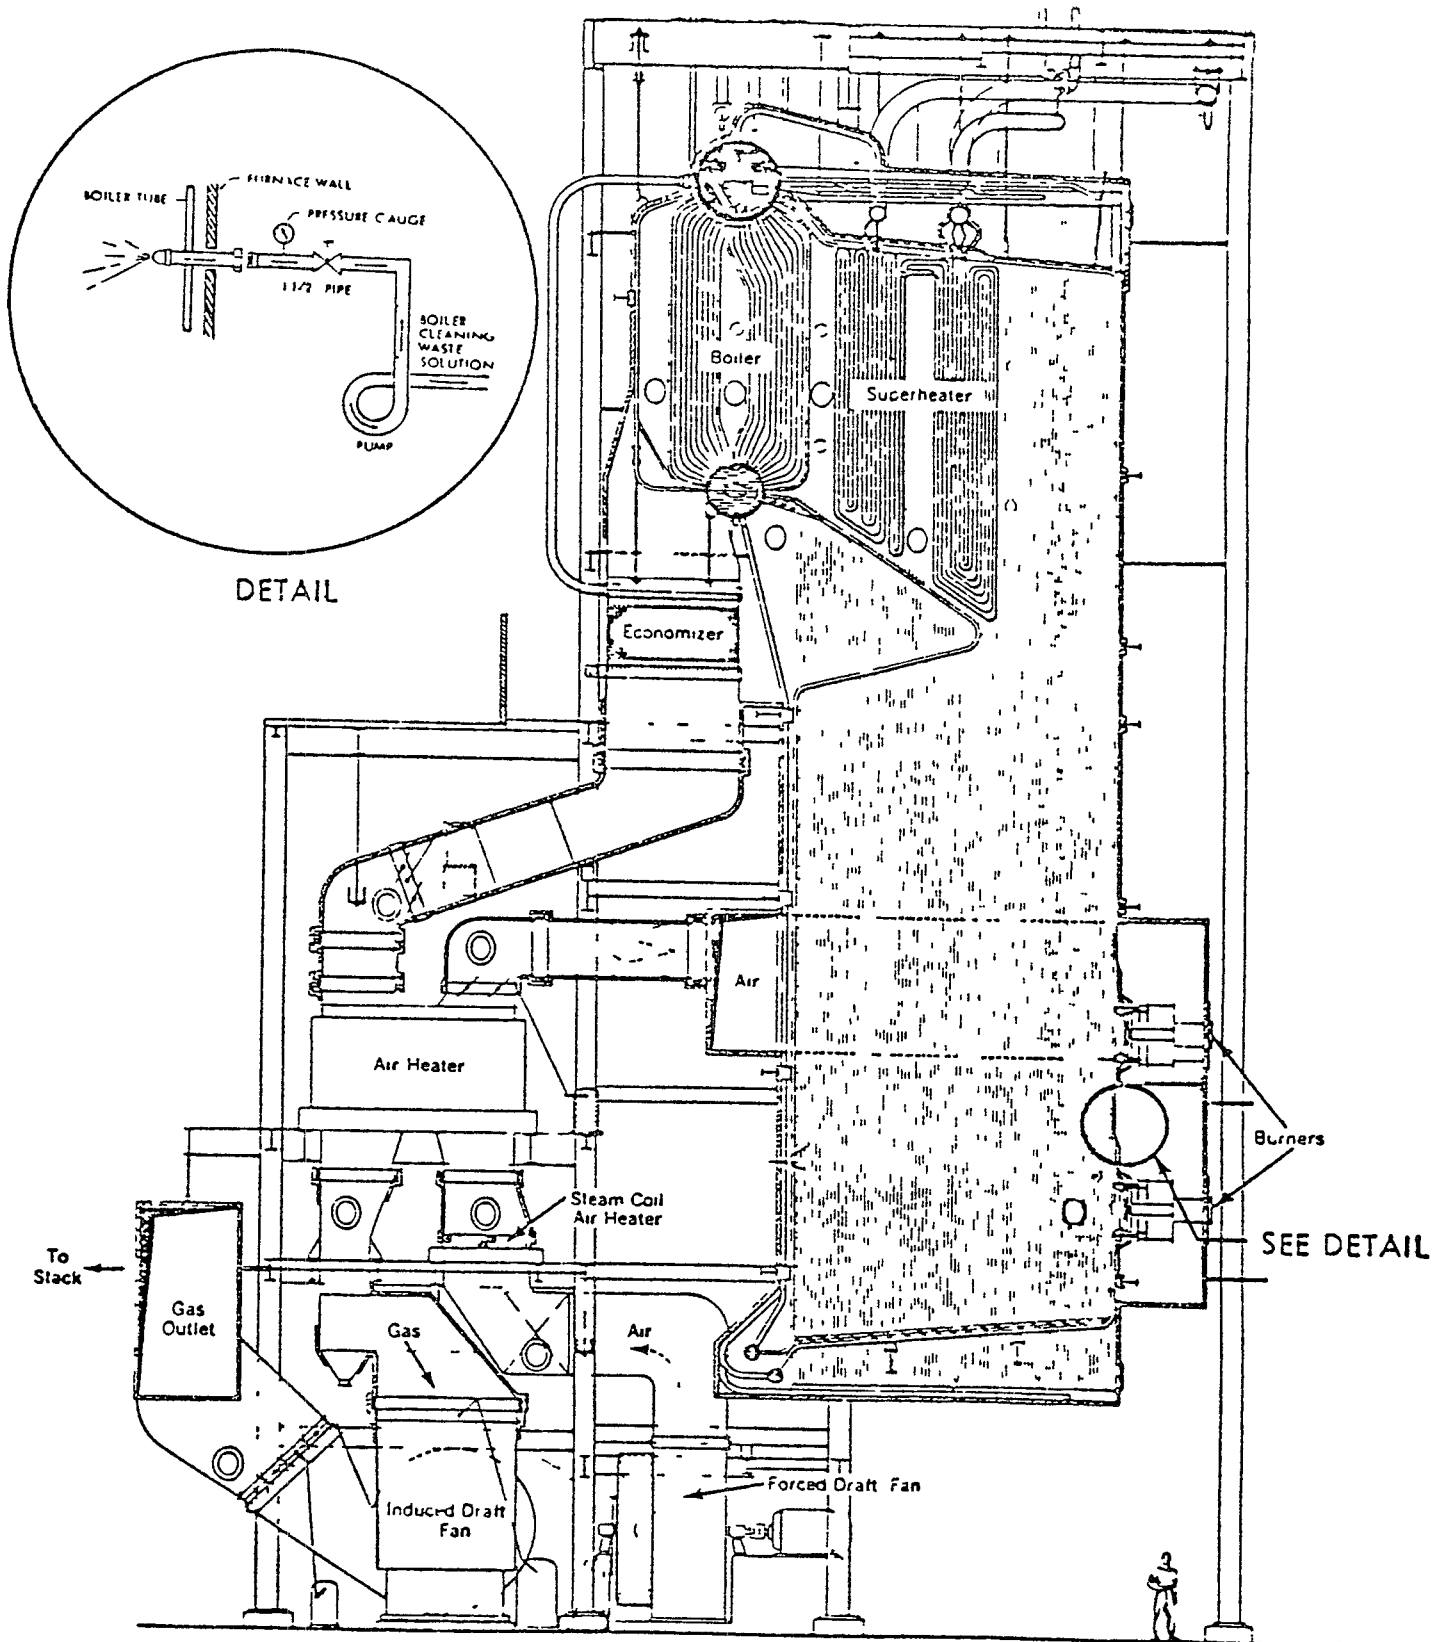 BOILER TUBE
FURNACE WALL
PRESSURE GAUGE
1 1/2 PIPE
BOILER
CLEANING
WASTE
SOLUTION
PUMP
DETAIL
Boiler
Superheater
Economizer
Air
Air Heater
Burners
Steam Coil
Air Heater
SEE DETAIL
To
Stack
Gas
Outlet
Gas
Air
Forced Draft Fan
Induced Draft
Fan